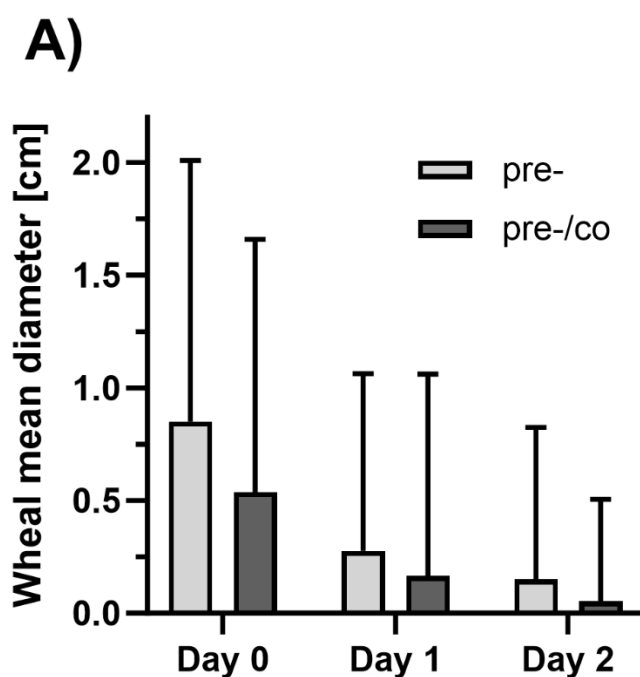 A)
Wheal mean diameter [cm]
2.0
1.5
1.0
0.5
0.0
pre-
pre-/co
Day 0 Day 1 Day 2